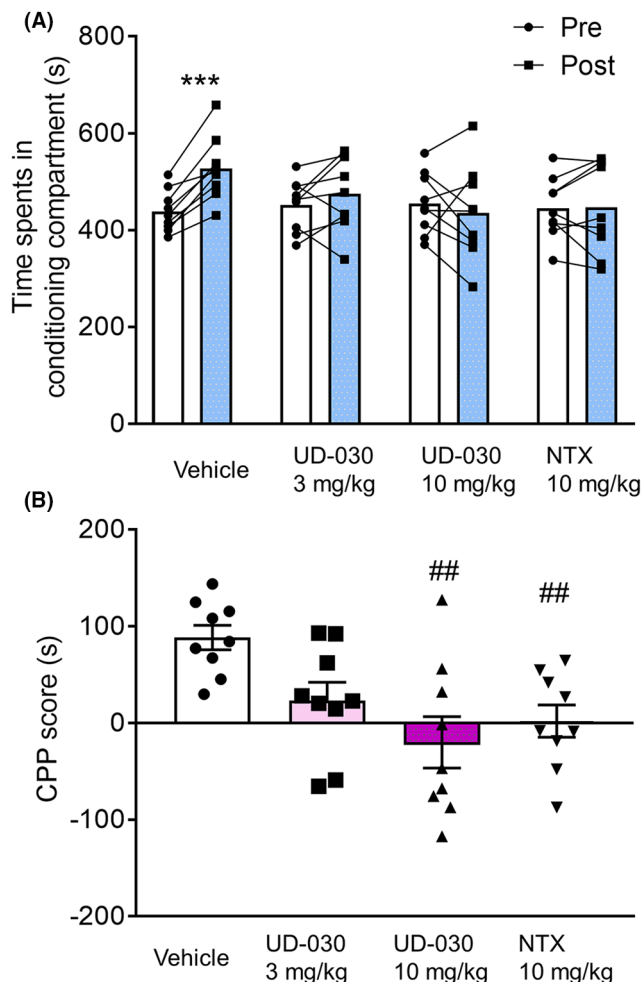 (A)
800
600
400
200
0
Time spents in
conditioning compartment (s)
Pre
Post
***
Vehicle
UD-030
3 mg/kg
UD-030
10 mg/kg
NTX
10 mg/kg
(B)
200
100
0
-100
-200
CPP score (s)
##
##
Vehicle
UD-030
3 mg/kg
UD-030
10 mg/kg
NTX
10 mg/kg